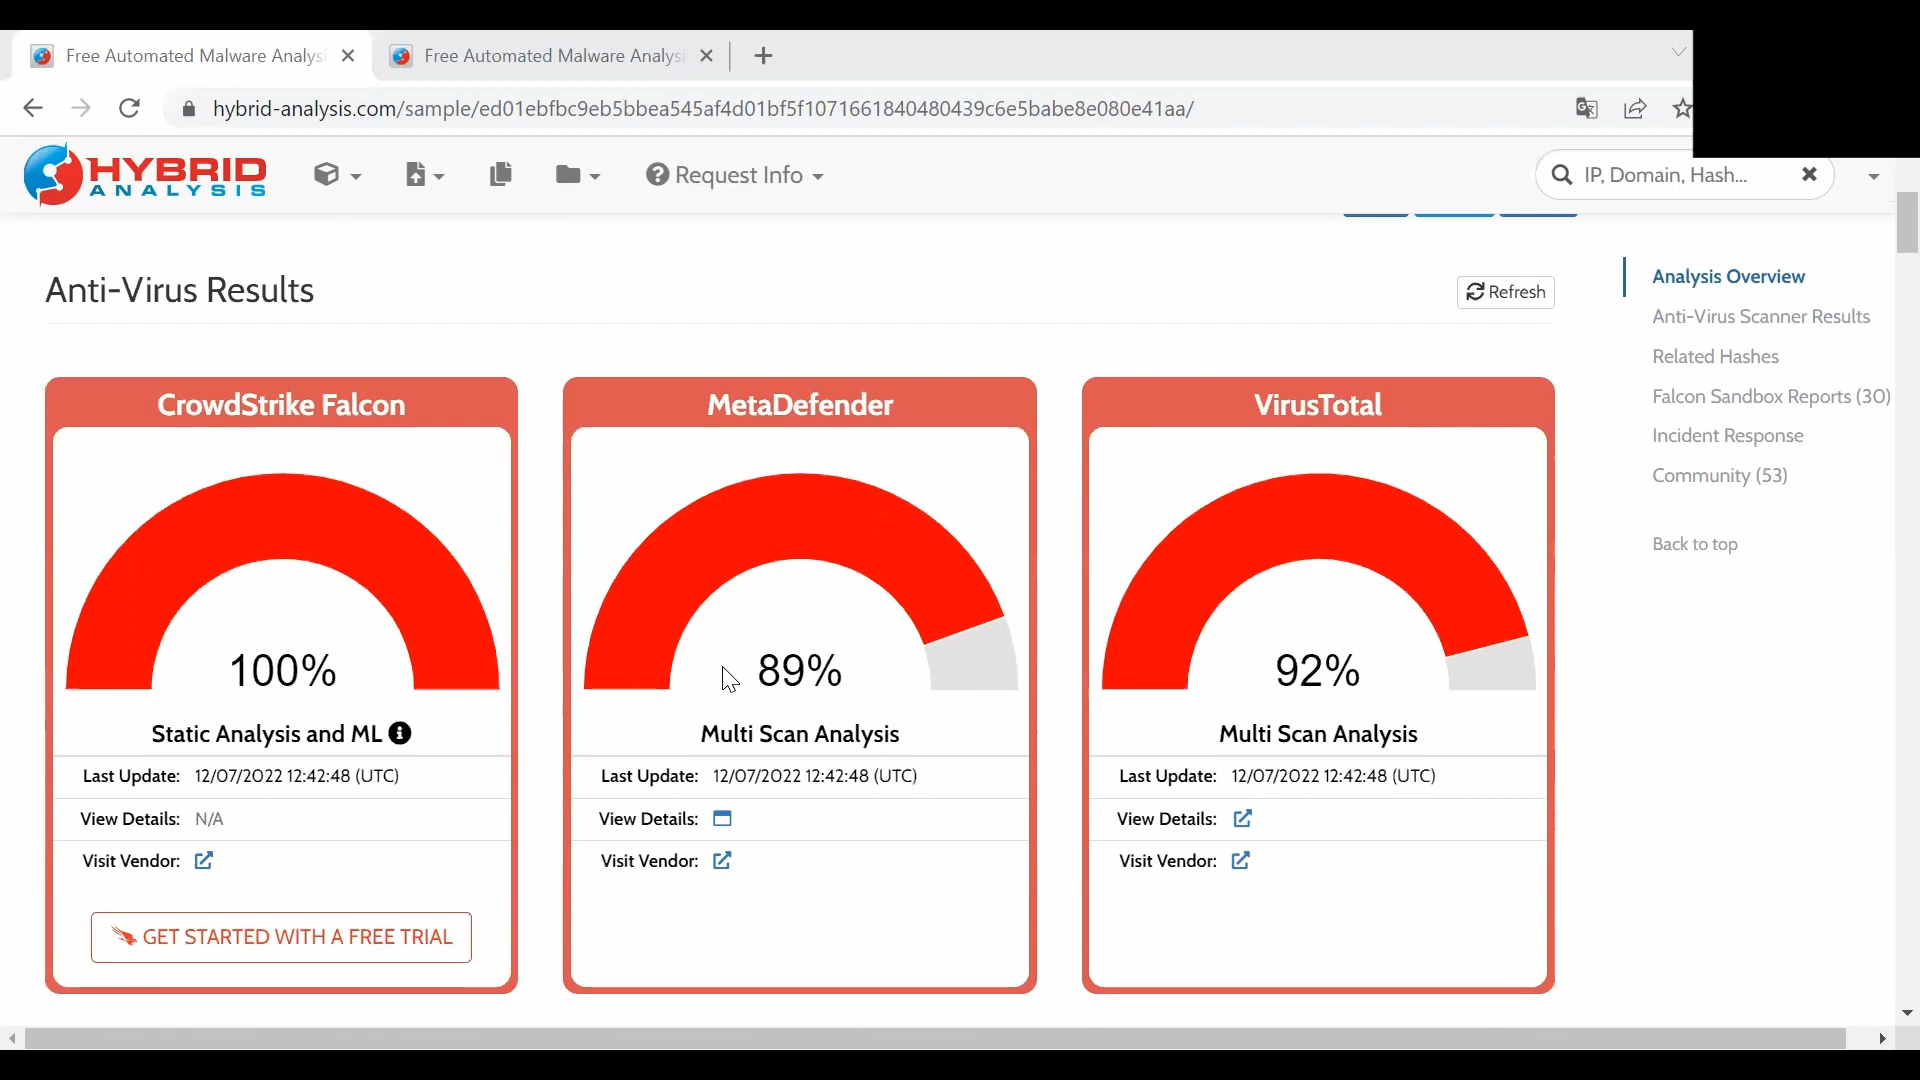 Free Automated Malware Analysi
Free Automated Malware Analysi
hybrid-analysis.com/sample/ed01ebfbc9eb5bbea545af4d01bf5f1071661840480439c6e5babe8e080e41aa/
HYBRID
ANALYSIS
Request Info
IP, Domain, Hash...
Anti-Virus Results
Refresh
CrowdStrike Falcon
100%
Static Analysis and ML
Last Update: 12/07/2022 12:42:48 (UTC)
View Details: N/A
Visit Vendor:
GET STARTED WITH A FREE TRIAL
MetaDefender
89%
Multi Scan Analysis
Last Update: 12/07/2022 12:42:48 (UTC)
View Details:
Visit Vendor:
VirusTotal
92%
Multi Scan Analysis
Last Update: 12/07/2022 12:42:48 (UTC)
View Details:
Visit Vendor:
Analysis Overview
Anti-Virus Scanner Results
Related Hashes
Falcon Sandbox Reports (30)
Incident Response
Community (53)
Back to top